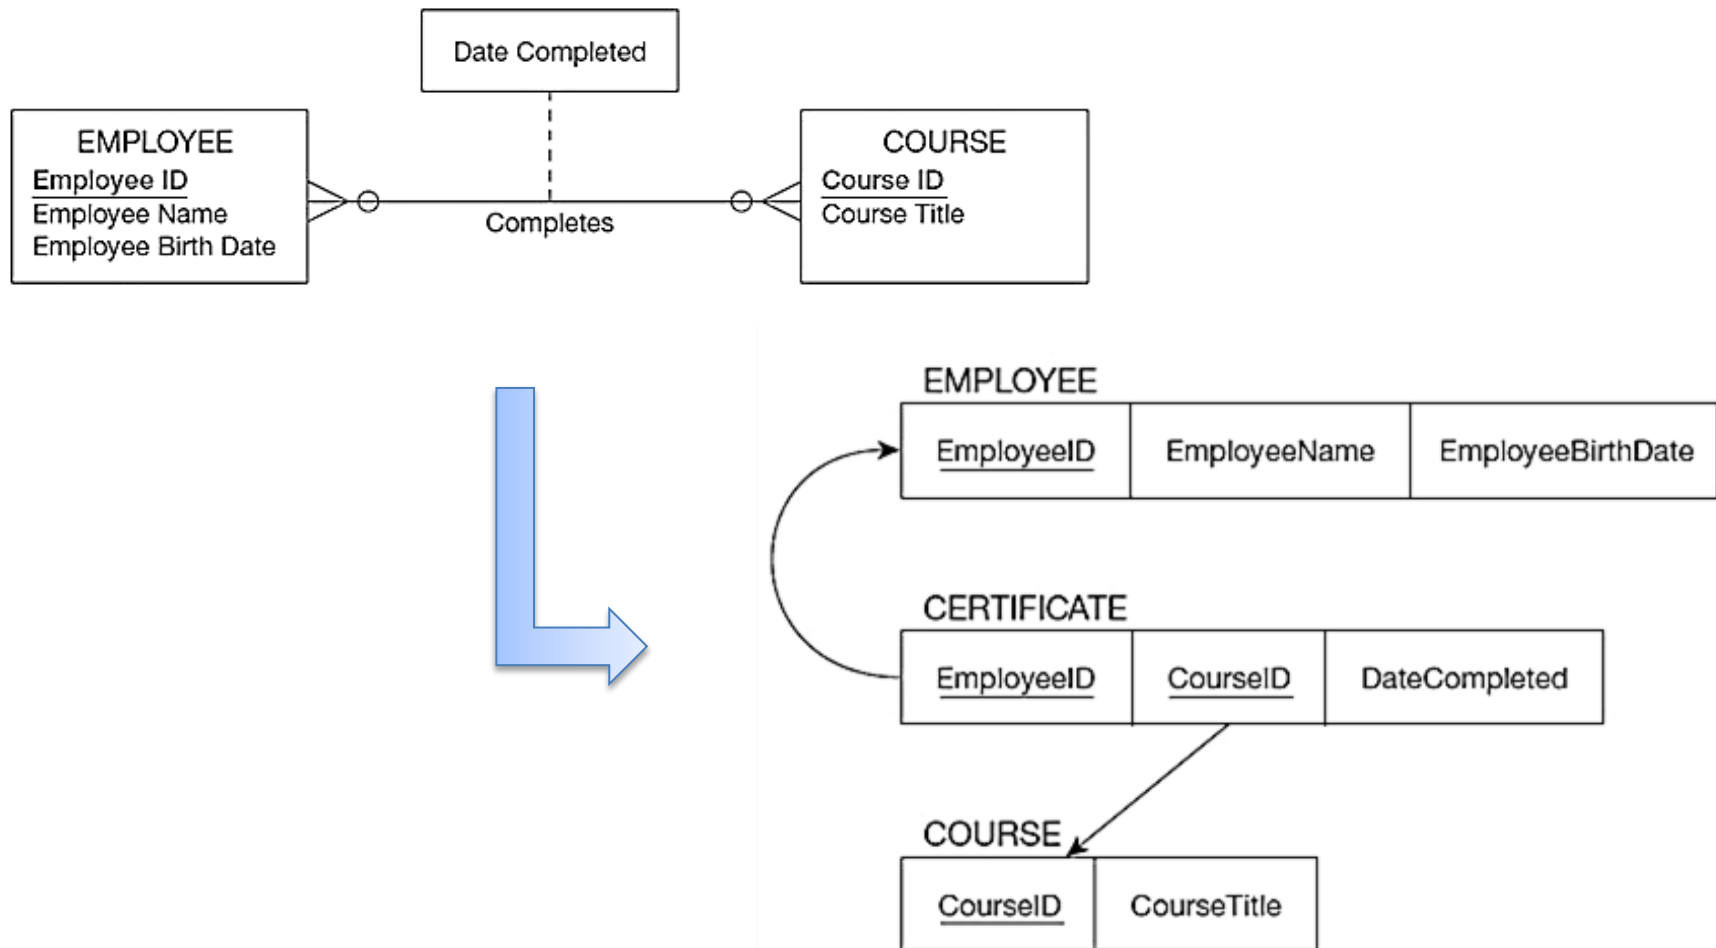 Date Completed
EMPLOYEE
Employee ID
Employee Name
Employee Birth Date
Completes
COURSE
Course ID
Course Title
EMPLOYEE
EmployeeID EmployeeName EmployeeBirthDate
CERTIFICATE
EmployeeID CourseID DateCompleted
COURSE
CourseID CourseTitle